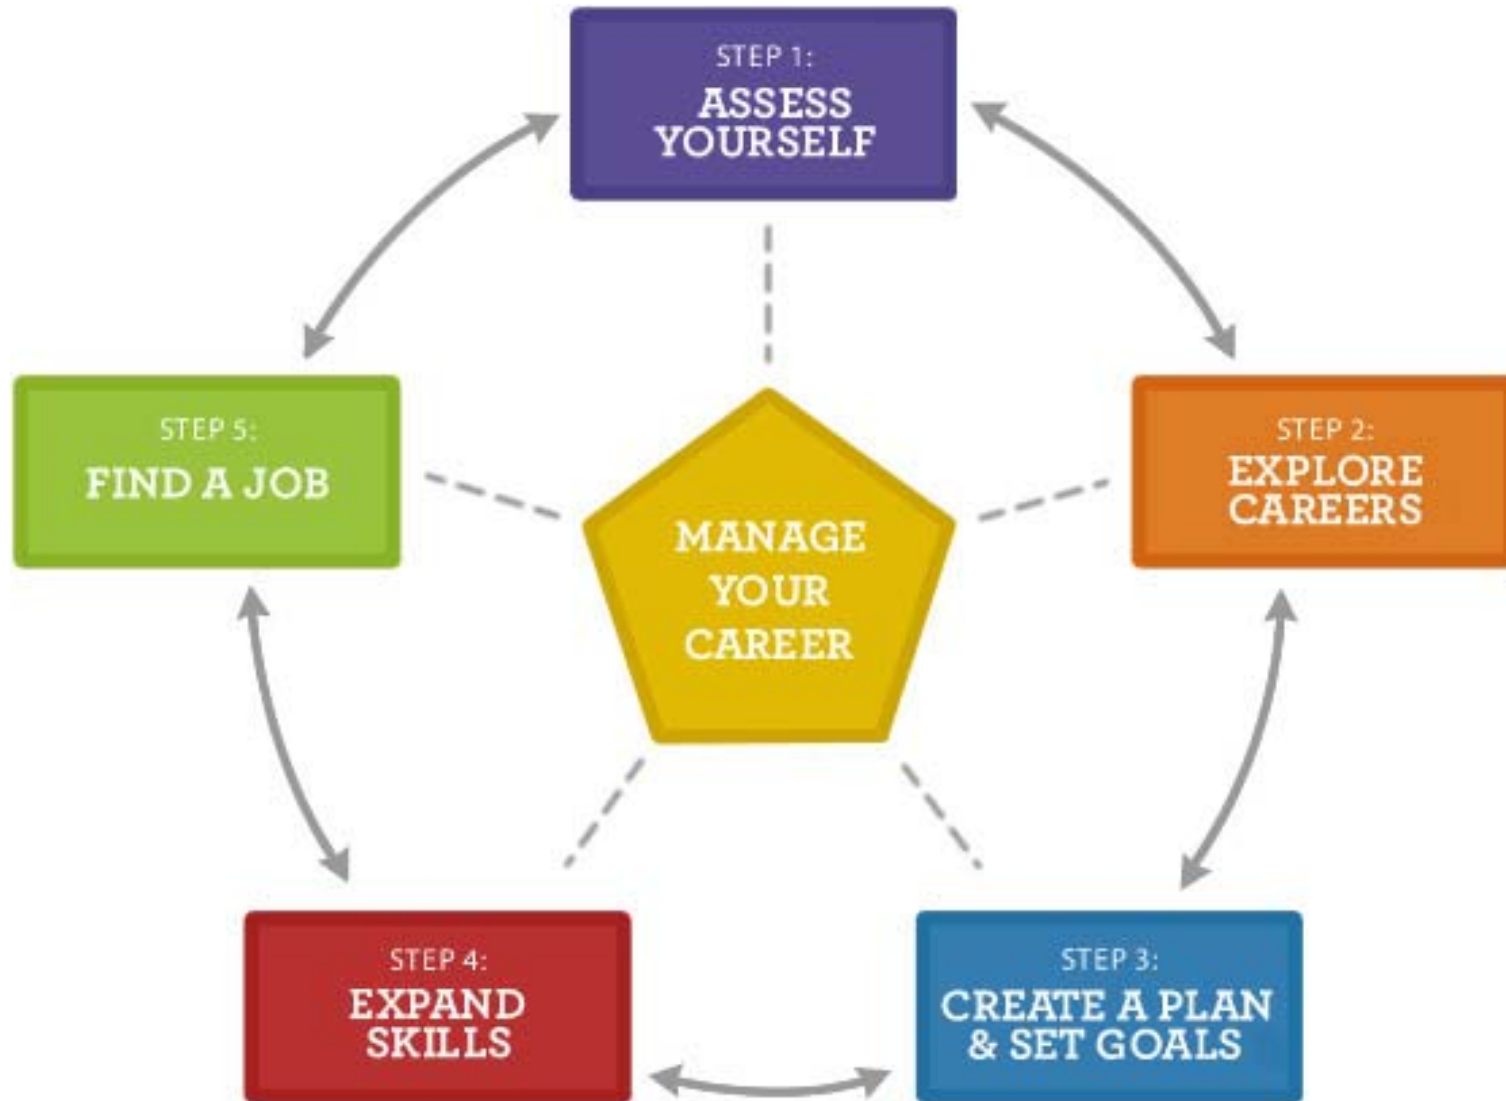 STEP 1:
ASSESS
YOURSELF
STEP 5:
FIND A JOB
STEP 2:
EXPLORE
CAREERS
MANAGE
YOUR
CAREER
STEP 4:
EXPAND
SKILLS
STEP 3:
CREATE A PLAN
& SET GOALS